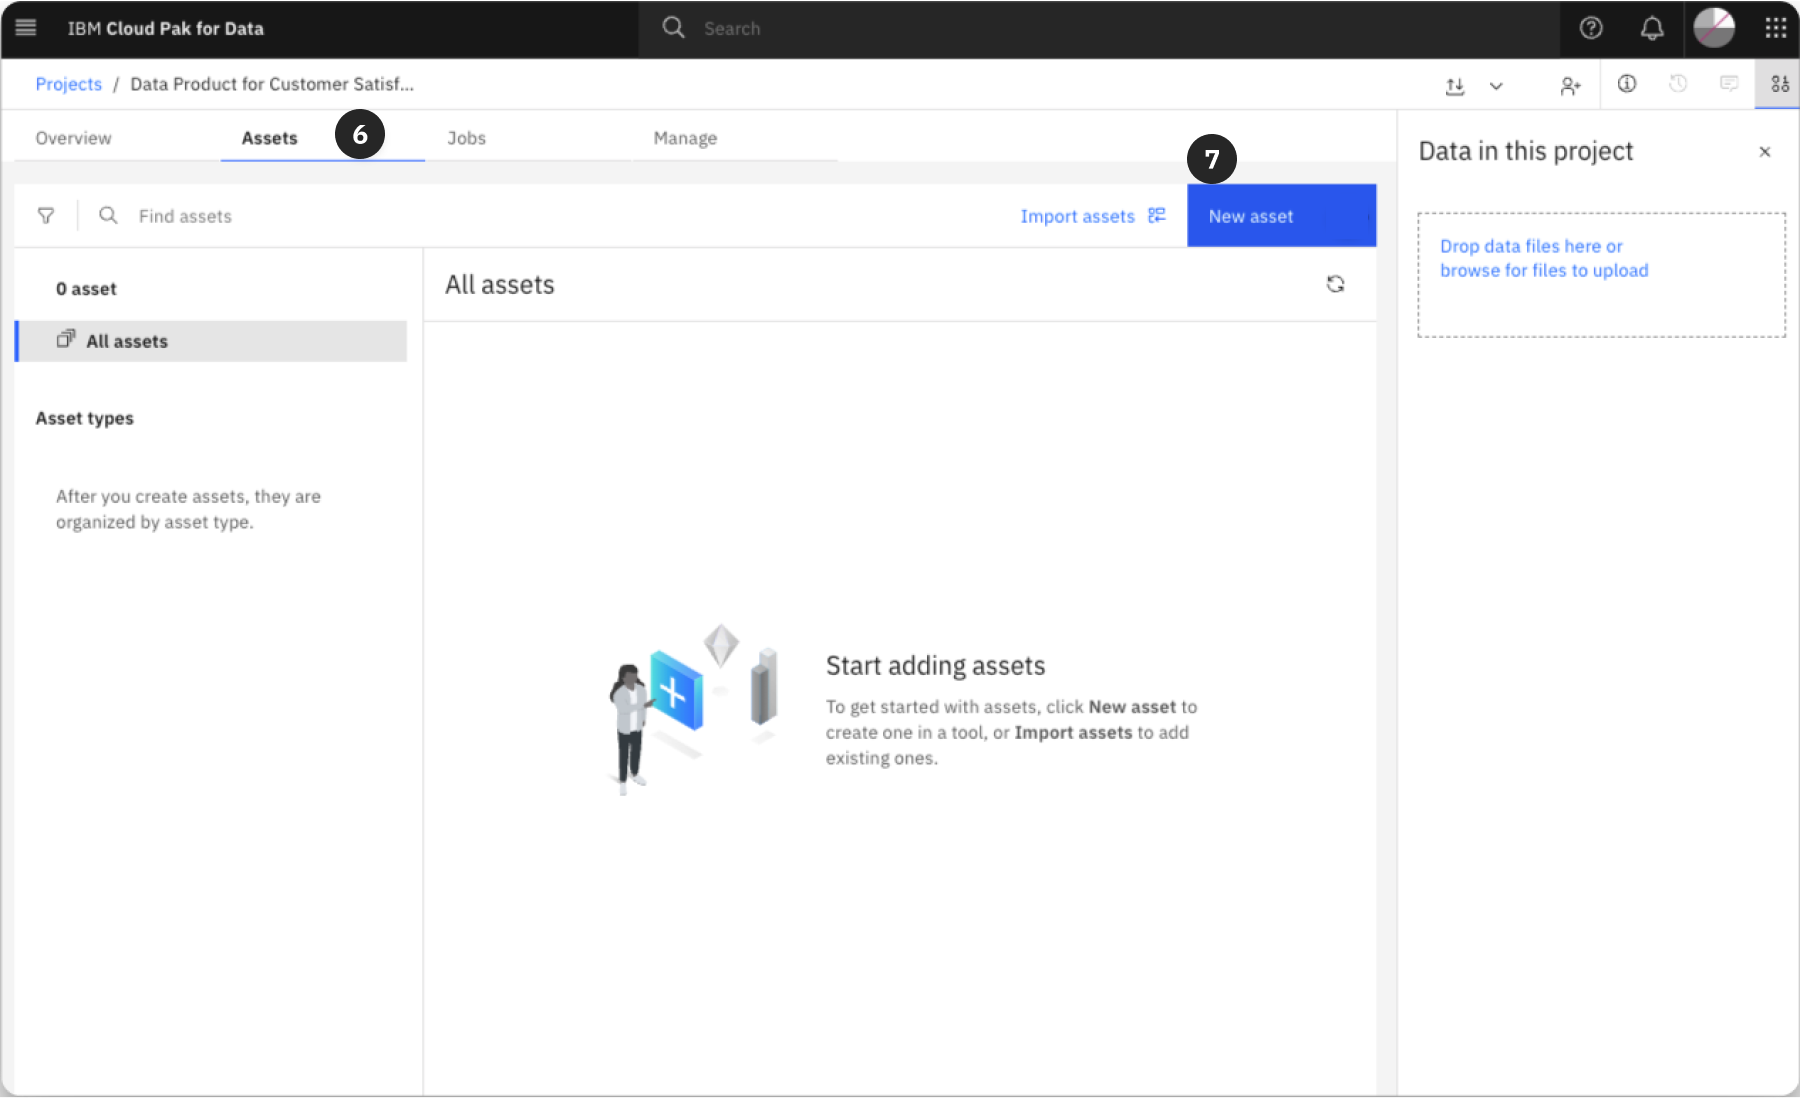 IBM Cloud Pak for Data
Search
Projects / Data Product for Customer Satisf...
Overview
Assets
6
Jobs
Manage
7
Find assets
Import assets
New asset
0 asset
All assets
Asset types
After you create assets, they are
organized by asset type.
All assets
Start adding assets
To get started with assets, click New asset to
create one in a tool, or Import assets to add
existing ones.
Data in this project
Drop data files here or
browse for files to upload